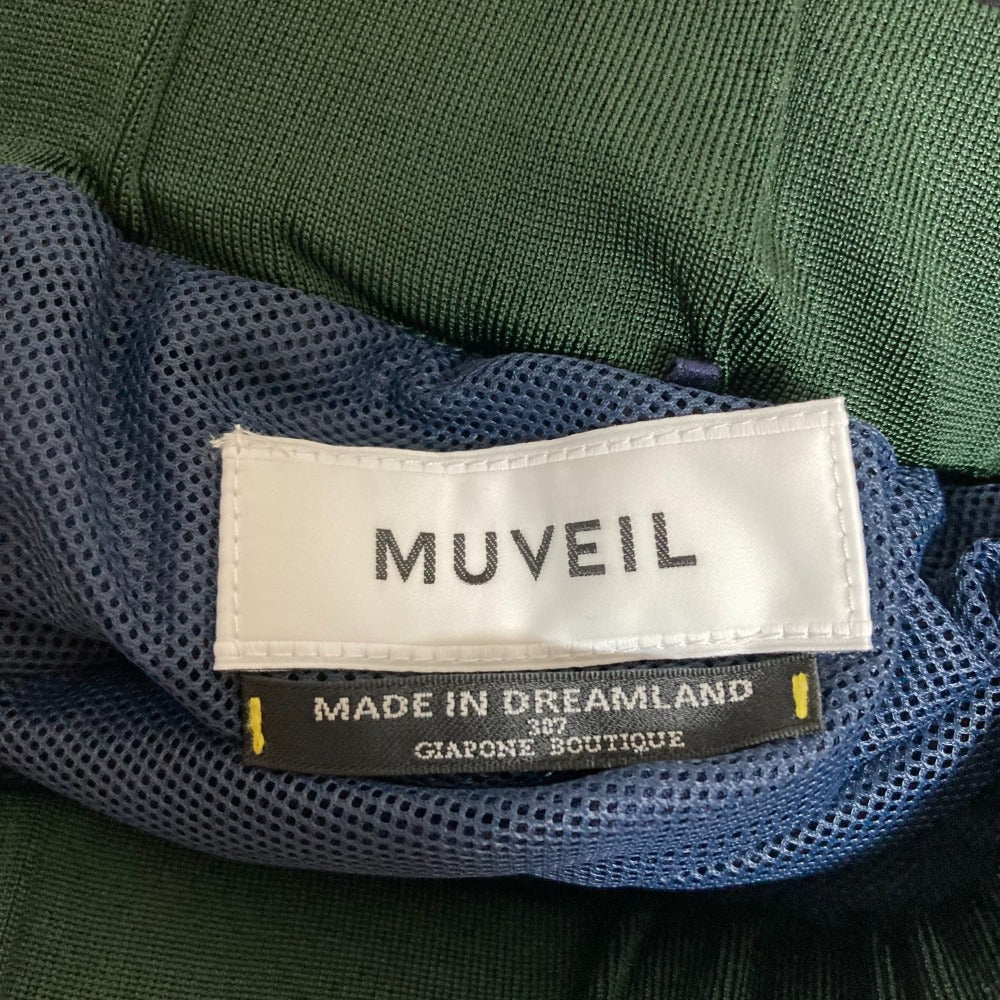 MUVEIL
MADE IN DREAMLAND
387
GIAPONE BOUTIQUE